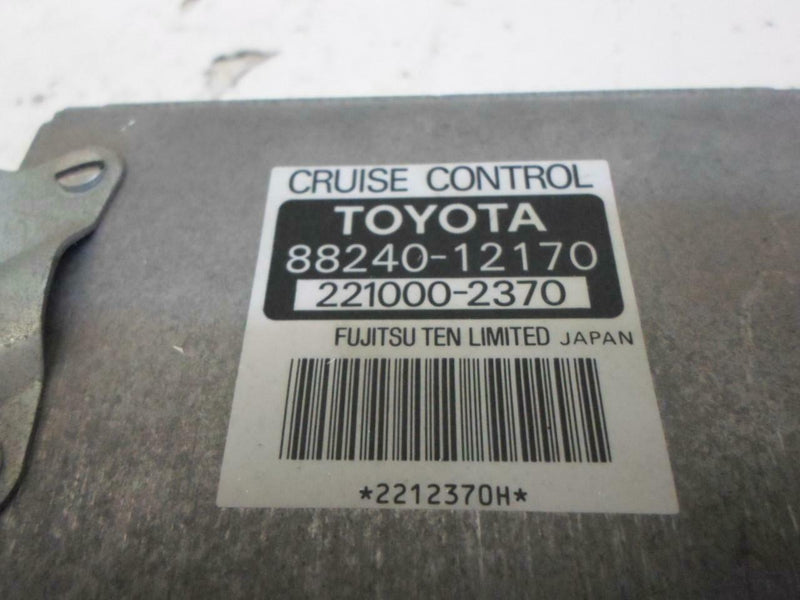 CRUISE CONTROL
TOYOTA
88240-12170
221000-2370
FUJITSU TEN LIMITED JAPAN
*2212370H*